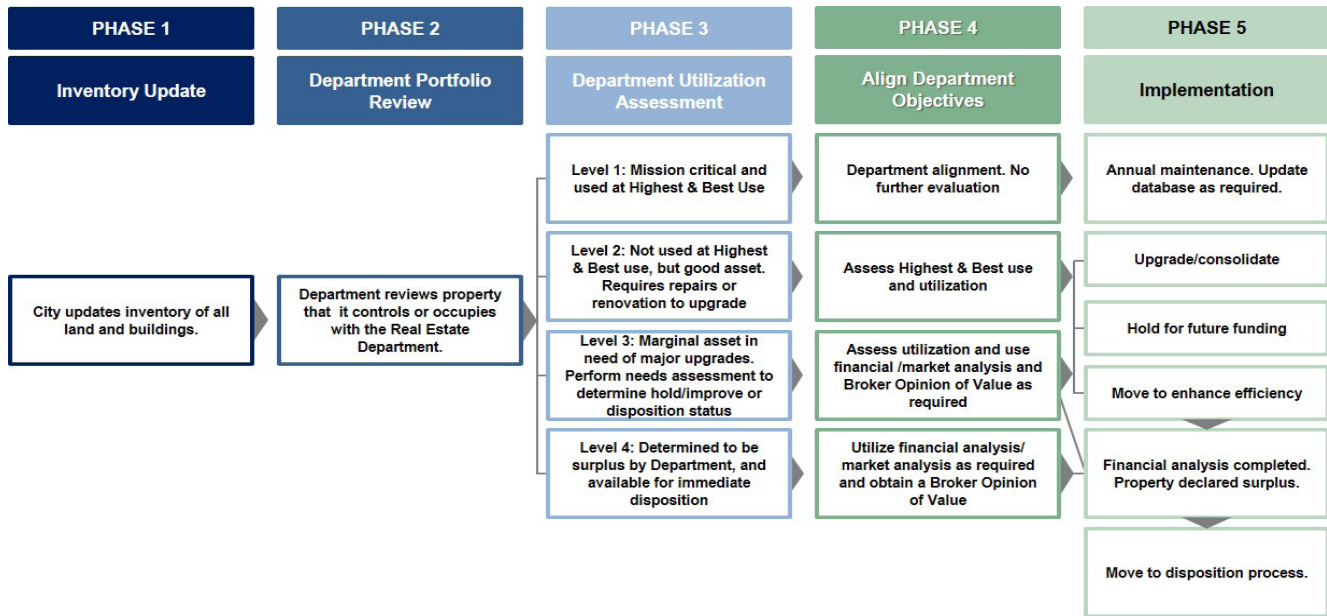 PHASE 1
PHASE 2
PHASE 3
PHASE 4
PHASE 5
Inventory Update
Department Portfolio
Review
Department Utilization
Assessment
Align Department
Objectives
Implementation
City updates inventory of all
land and buildings.
Department reviews property
that it controls or occupies
with the Real Estate
Department.
Level 1: Mission critical and
used at Highest & Best Use
Level 2: Not used at Highest
& Best use, but good asset.
Requires repairs or
renovation to upgrade
Level 3: Marginal asset in
need of major upgrades.
Perform needs assessment to
determine hold/improve or
disposition status
Level 4: Determined to be
surplus by Department, and
available for immediate
disposition
Department alignment. No
further evaluation
Assess Highest & Best use
and utilization
Assess utilization and use
financial /market analysis and
Broker Opinion of Value as
required
Utilize financial analysis/
market analysis as required
and obtain a Broker Opinion
of Value
Annual maintenance. Update
database as required.
Upgrade/consolidate
Hold for future funding
Move to enhance efficiency
Financial analysis completed.
Property declared surplus.
Move to disposition process.